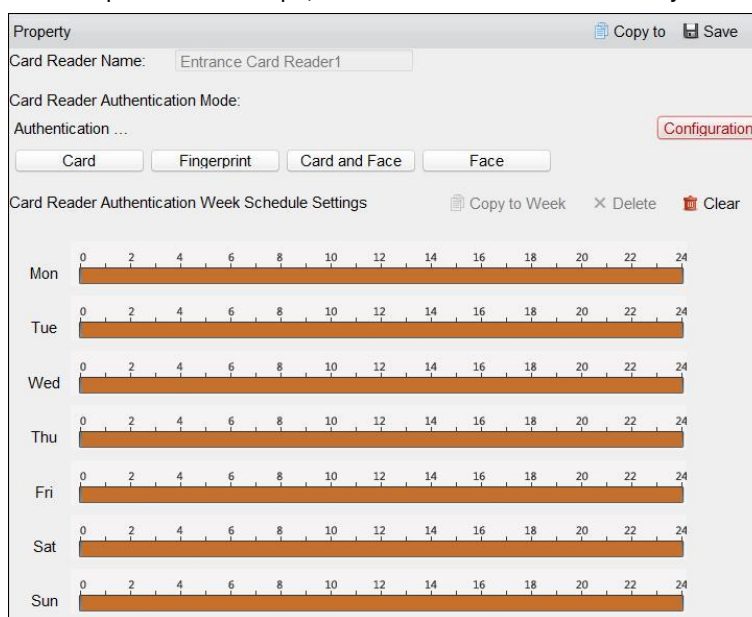 Property Copy to Save
Card Reader Name: Entrance Card Reader1
Card Reader Authentication Mode:
Authentication ... Configuration
Card Fingerprint Card and Face Face
Card Reader Authentication Week Schedule Settings Copy to Week Delete Clear
0 2 4 6 8 10 12 14 16 18 20 22 24
Mon
0 2 4 6 8 10 12 14 16 18 20 22 24
Tue
0 2 4 6 8 10 12 14 16 18 20 22 24
Wed
0 2 4 6 8 10 12 14 16 18 20 22 24
Thu
0 2 4 6 8 10 12 14 16 18 20 22 24
Fri
0 2 4 6 8 10 12 14 16 18 20 22 24
Sat
0 2 4 6 8 10 12 14 16 18 20 22 24
Sun